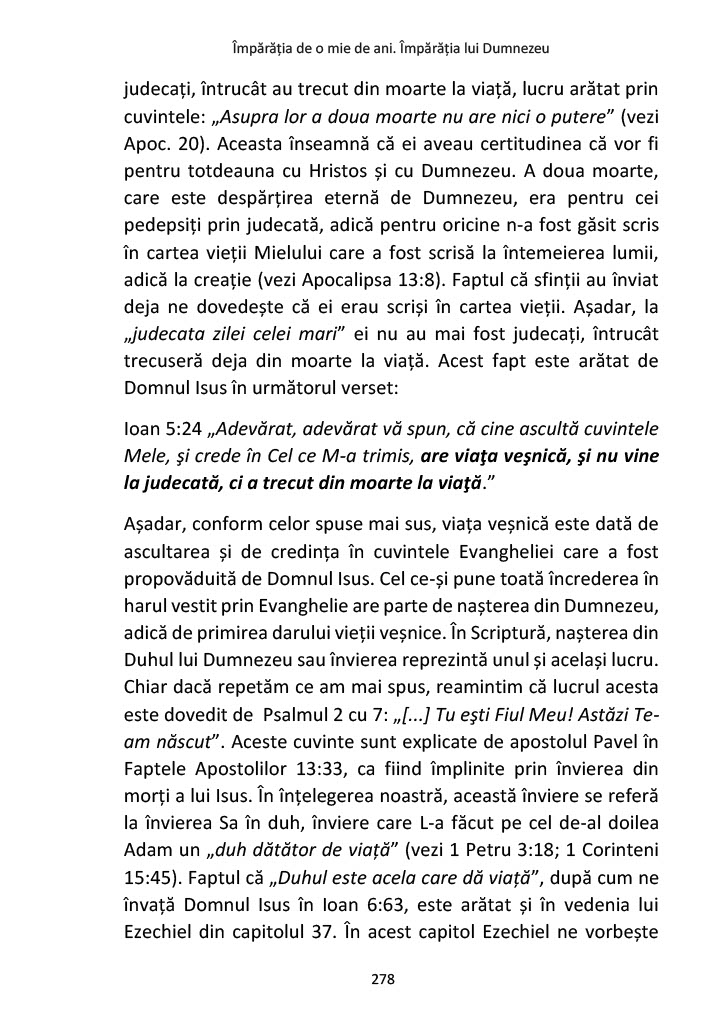 Împărăția de o mie de ani. Împărăția lui Dumnezeu
judecați, întrucât au trecut din moarte la viață, lucru arătat prin
cuvintele: „Asupra lor a doua moarte nu are nici o putere” (vezi
Apoc. 20). Aceasta înseamnă că ei aveau certitudinea că vor fi
pentru totdeauna cu Hristos și cu Dumnezeu. A doua moarte,
care este despărțirea eternă de Dumnezeu, era pentru cei
pedepsiți prin judecată, adică pentru oricine n-a fost găsit scris
în cartea vieții Mielului care a fost scrisă la întemeierea lumii,
adică la creație (vezi Apocalipsa 13:8). Faptul că sfinții au înviat
deja ne dovedește că ei erau scriși în cartea vieții. Așadar, la
„judecata zilei celei mari” ei nu au mai fost judecați, întrucât
trecuseră deja din moarte la viață. Acest fapt este arătat de
Domnul Isus în următorul verset:
Ioan 5:24 „Adevărat, adevărat vă spun, că cine ascultă cuvintele
Mele, şi crede în Cel ce M-a trimis, are viaţa veşnică, şi nu vine
la judecată, ci a trecut din moarte la viaţă.”
Așadar, conform celor spuse mai sus, viața veșnică este dată de
ascultarea și de credința în cuvintele Evangheliei care a fost
propovăduită de Domnul Isus. Cel ce-și pune toată încrederea în
harul vestit prin Evanghelie are parte de nașterea din Dumnezeu,
adică de primirea darului vieții veșnice. În Scriptură, nașterea din
Duhul lui Dumnezeu sau învierea reprezintă unul și același lucru.
Chiar dacă repetăm ce am mai spus, reamintim că lucrul acesta
este dovedit de  Psalmul 2 cu 7: „[...] Tu eşti Fiul Meu! Astăzi Te-
am născut”. Aceste cuvinte sunt explicate de apostolul Pavel în
Faptele Apostolilor 13:33, ca fiind împlinite prin învierea din
morți a lui Isus. În înțelegerea noastră, această înviere se referă
la învierea Sa în duh, înviere care L-a făcut pe cel de-al doilea
Adam un „duh dătător de viață” (vezi 1 Petru 3:18; 1 Corinteni
15:45). Faptul că „Duhul este acela care dă viață”, după cum ne
învață Domnul Isus în Ioan 6:63, este arătat și în vedenia lui
Ezechiel din capitolul 37. În acest capitol Ezechiel ne vorbește
278